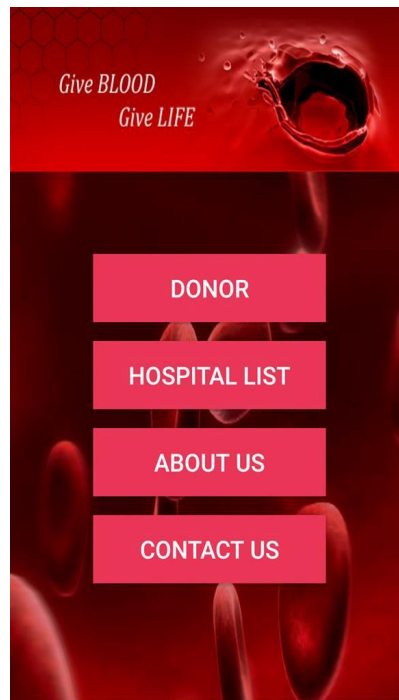 Give BLOOD
Give LIFE
DONOR
HOSPITAL LIST
ABOUT US
CONTACT US